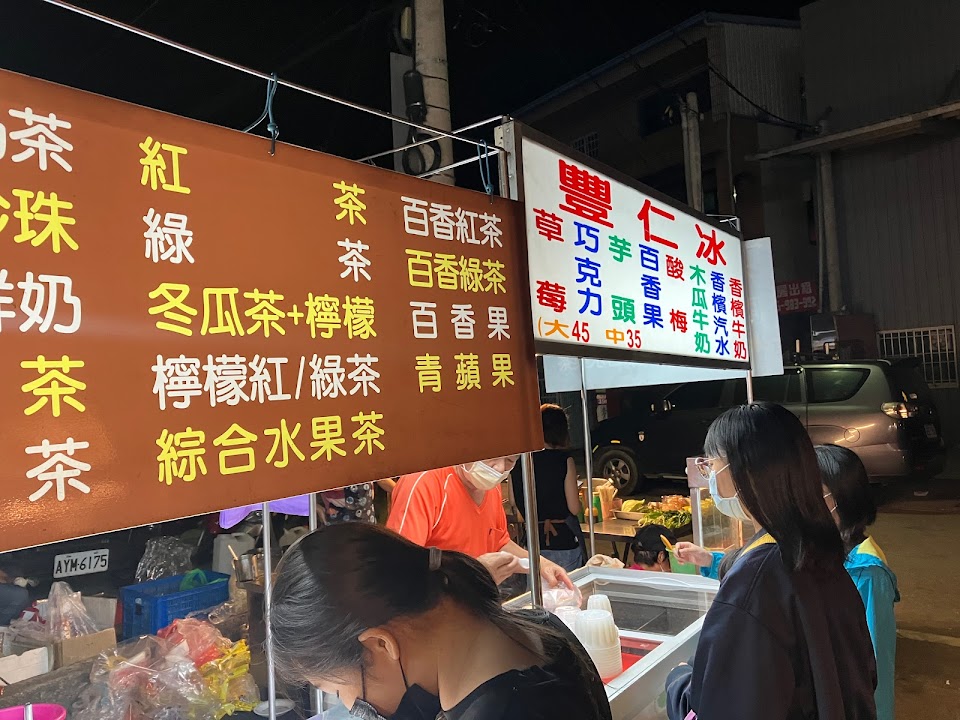 茶
珠
奶
茶
茶
紅茶
綠茶
冬瓜茶+檸檬
檸檬紅/綠茶
綜合水果茶
百香紅茶
百香綠茶
百香果
青蘋果
豐仁冰
草莓
巧克力
芋頭
百香果
酸梅
木瓜牛奶
香檳汽水
香檳牛奶
(大45 中35
AYM-6175